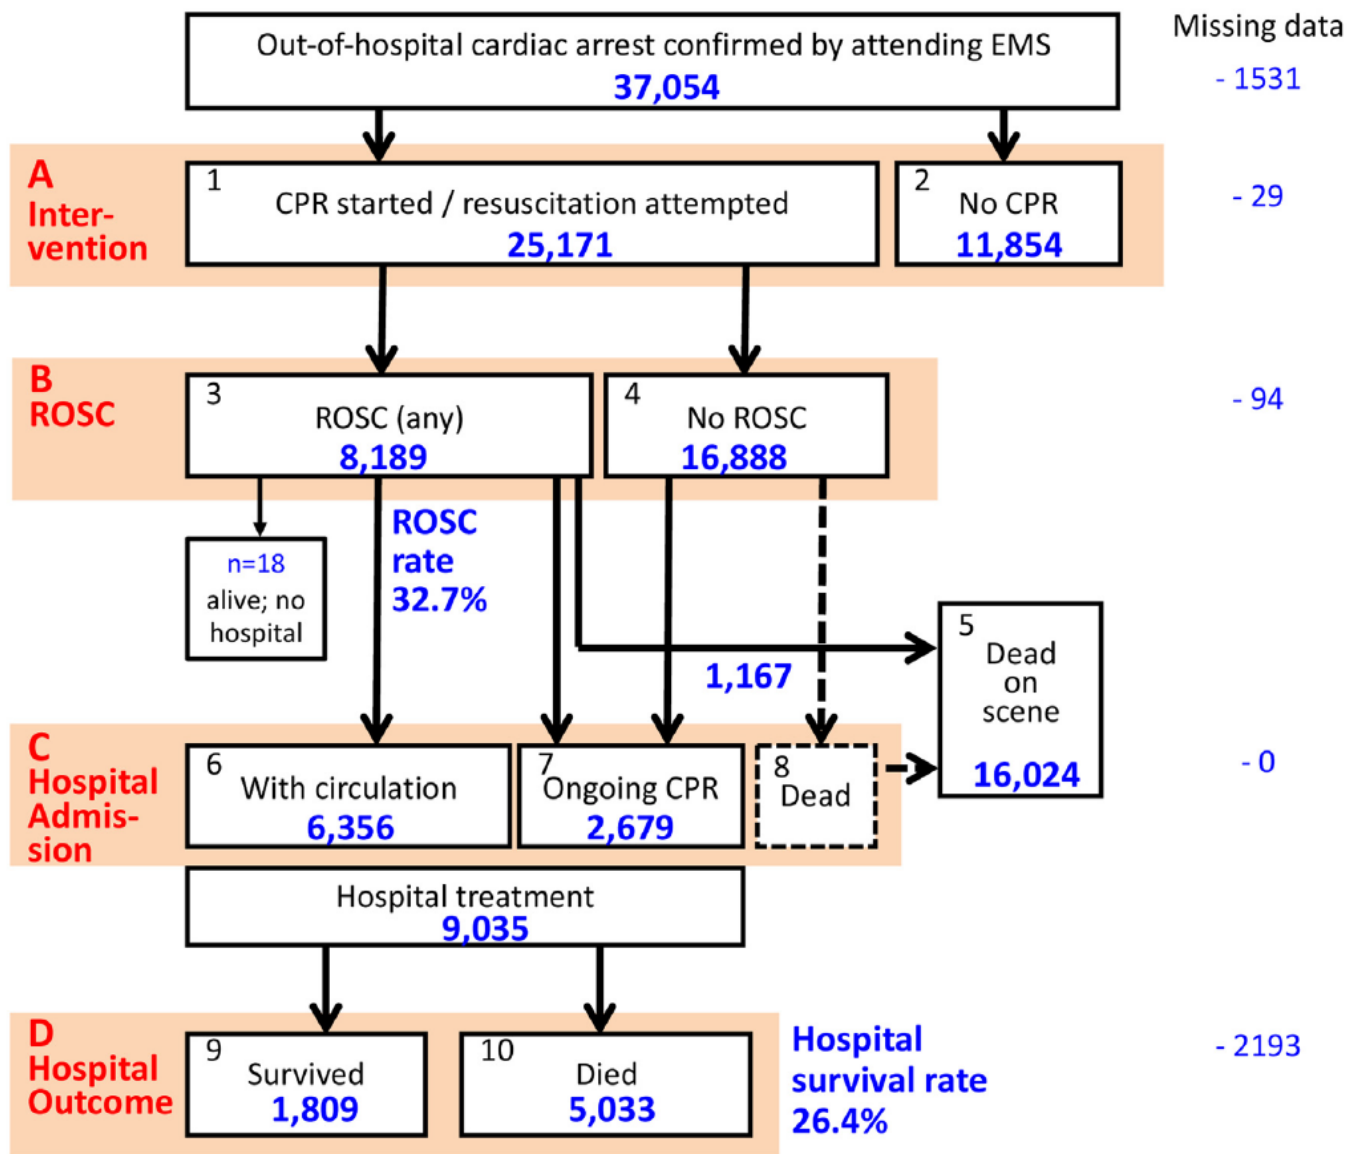 Missing data
Out-of-hospital cardiac arrest confirmed by attending EMS
37,054
- 1531
A
Inter-
vention
1
CPR started / resuscitation attempted
25,171
2
No CPR
11,854
- 29
B
ROSC
3
ROSC (any)
8,189
4
No ROSC
16,888
- 94
n=18
alive; no
hospital
ROSC
rate
32.7%
1,167
5
Dead
on
scene
16,024
C
Hospital
Admis-
sion
6
With circulation
6,356
7
Ongoing CPR
2,679
8
Dead
- 0
Hospital treatment
9,035
D
Hospital
Outcome
9
Survived
1,809
10
Died
5,033
Hospital
survival rate
26.4%
- 2193